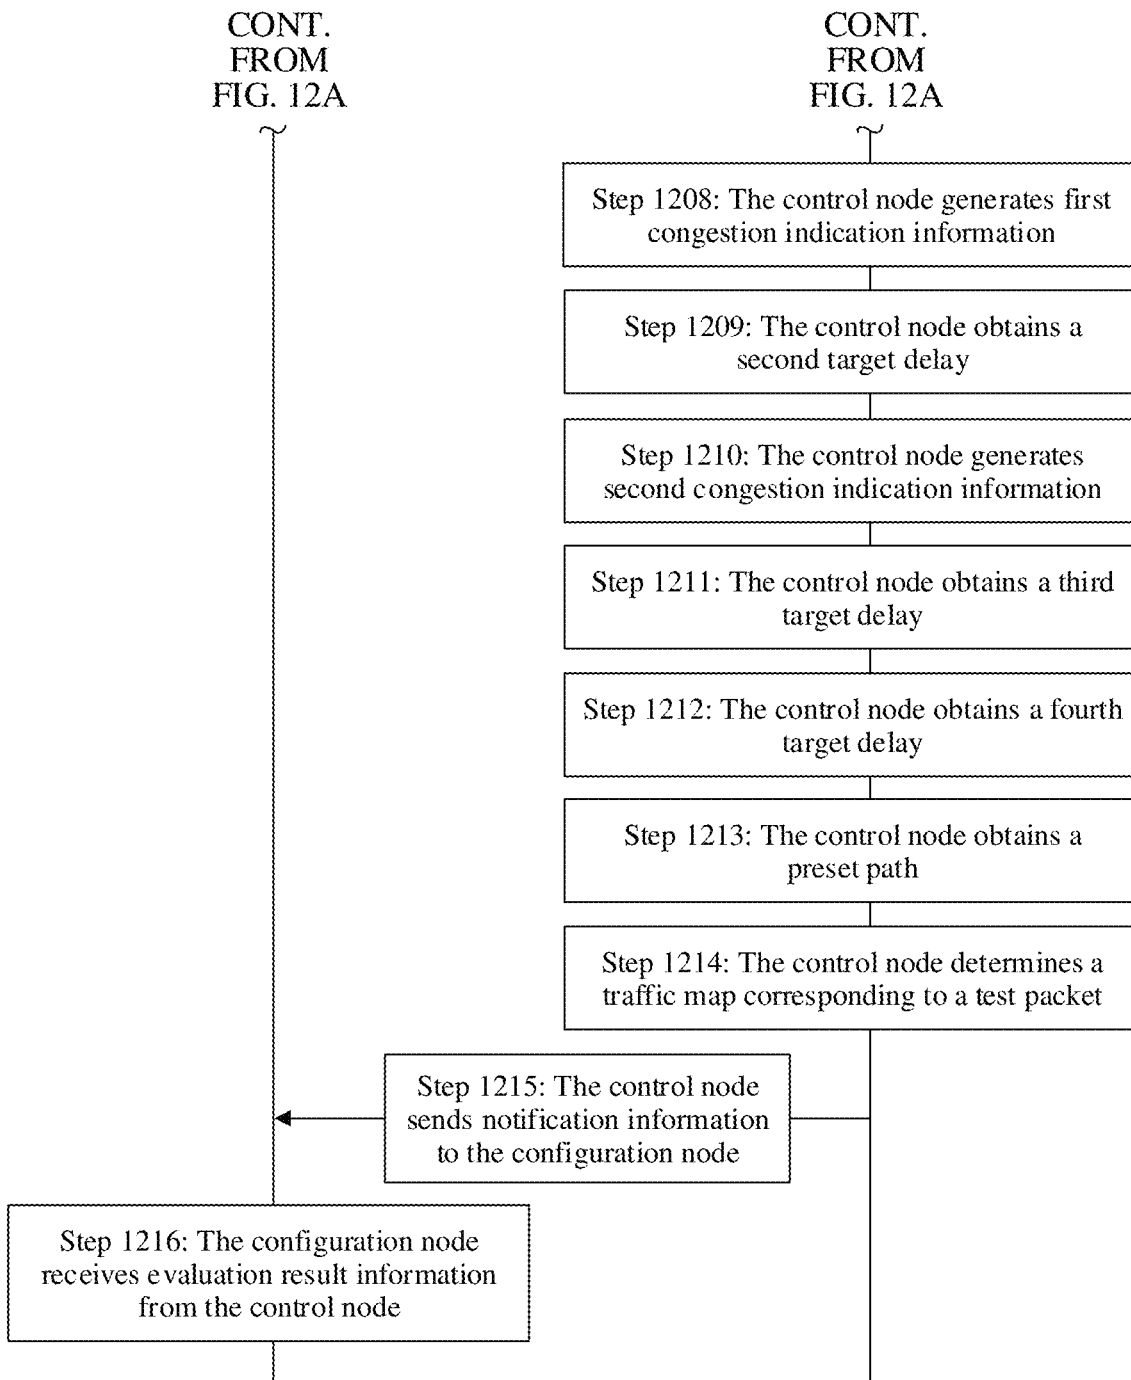 CONT.
FROM
FIG. 12A
CONT.
FROM
FIG. 12A
Step 1208: The control node generates first
congestion indication information
Step 1209: The control node obtains a
second target delay
Step 1210: The control node generates
second congestion indication information
Step 1211: The control node obtains a third
target delay
Step 1212: The control node obtains a fourth
target delay
Step 1213: The control node obtains a
preset path
Step 1214: The control node determines a
traffic map corresponding to a test packet
Step 1215: The control node
sends notification information
to the configuration node
Step 1216: The configuration node
receives evaluation result information
from the control node